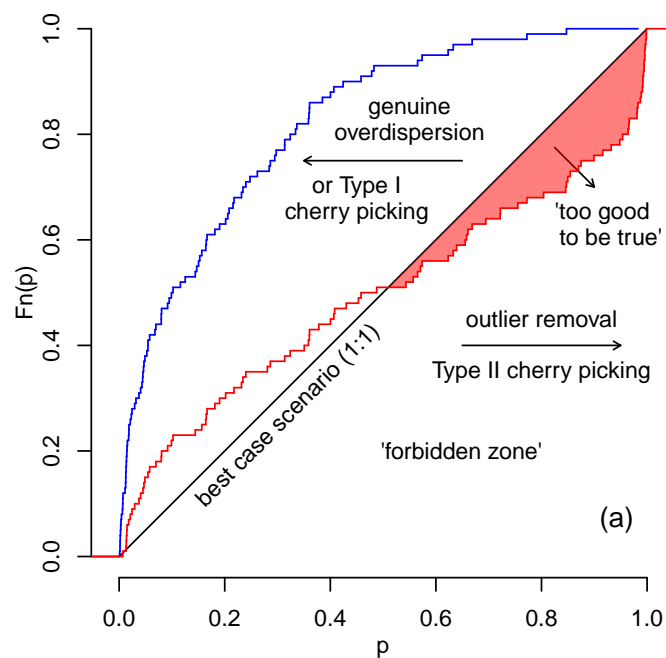 1.0
0.8
0.6
0.4
0.2
0.0
Fn(p)
genuine
overdispersion
or Type I
cherry picking
'too good
to be true'
outlier removal
Type II cherry picking
best case scenario (1:1)
'forbidden zone'
(a)
0.0 0.2 0.4 0.6 0.8 1.0
p